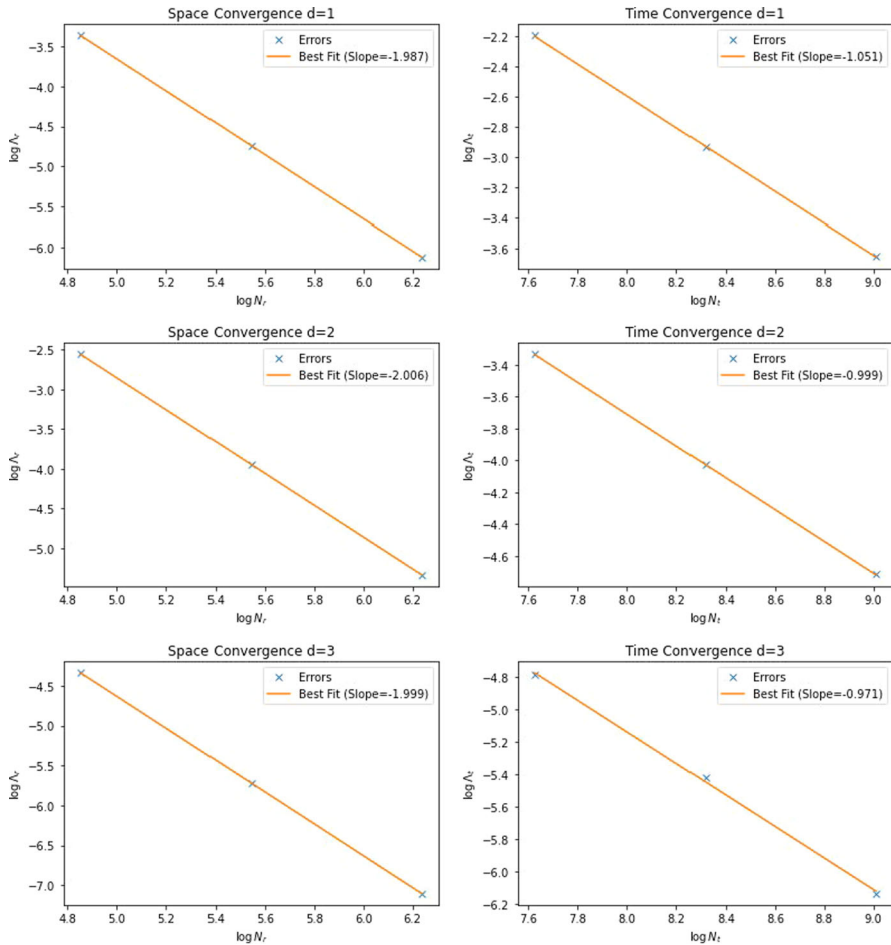 Space Convergence d=1
Errors
Best Fit (Slope=-1.987)
−3.5
−4.0
−4.5
−5.0
−5.5
−6.0
log Λ_r
4.8 5.0 5.2 5.4 5.6 5.8 6.0 6.2
log N_r
Time Convergence d=1
Errors
Best Fit (Slope=-1.051)
−2.2
−2.4
−2.6
−2.8
−3.0
−3.2
−3.4
−3.6
log Λ_t
7.6 7.8 8.0 8.2 8.4 8.6 8.8 9.0
log N_t
Space Convergence d=2
Errors
Best Fit (Slope=-2.006)
−2.5
−3.0
−3.5
−4.0
−4.5
−5.0
log Λ_r
4.8 5.0 5.2 5.4 5.6 5.8 6.0 6.2
log N_r
Time Convergence d=2
Errors
Best Fit (Slope=-0.999)
−3.4
−3.6
−3.8
−4.0
−4.2
−4.4
−4.6
log Λ_t
7.6 7.8 8.0 8.2 8.4 8.6 8.8 9.0
log N_t
Space Convergence d=3
Errors
Best Fit (Slope=-1.999)
−4.5
−5.0
−5.5
−6.0
−6.5
−7.0
log Λ_r
4.8 5.0 5.2 5.4 5.6 5.8 6.0 6.2
log N_r
Time Convergence d=3
Errors
Best Fit (Slope=-0.971)
−4.8
−5.0
−5.2
−5.4
−5.6
−5.8
−6.0
−6.2
log Λ_t
7.6 7.8 8.0 8.2 8.4 8.6 8.8 9.0
log N_t